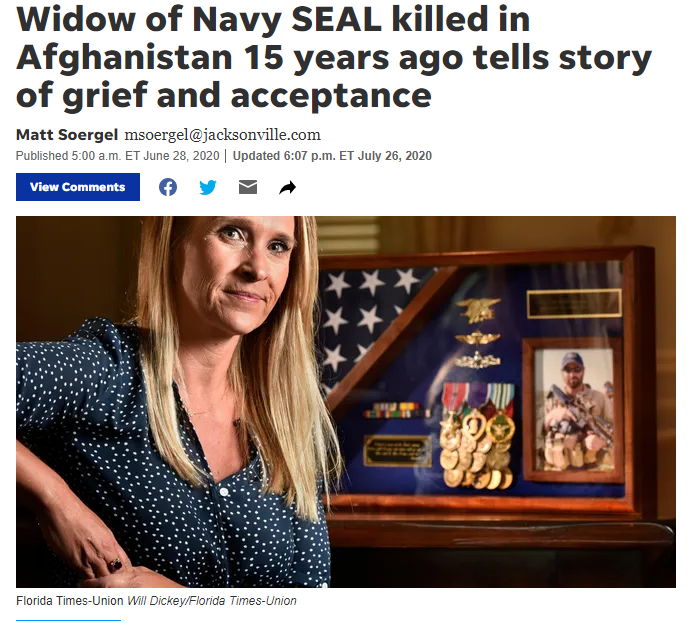 Widow of Navy SEAL killed in
Afghanistan 15 years ago tells story
of grief and acceptance
Matt Soergel msoergel@jacksonville.com
Published 5:00 a.m. ET June 28, 2020 | Updated 6:07 p.m. ET July 26, 2020
View Comments
Florida Times-Union Will Dickey/Florida Times-Union